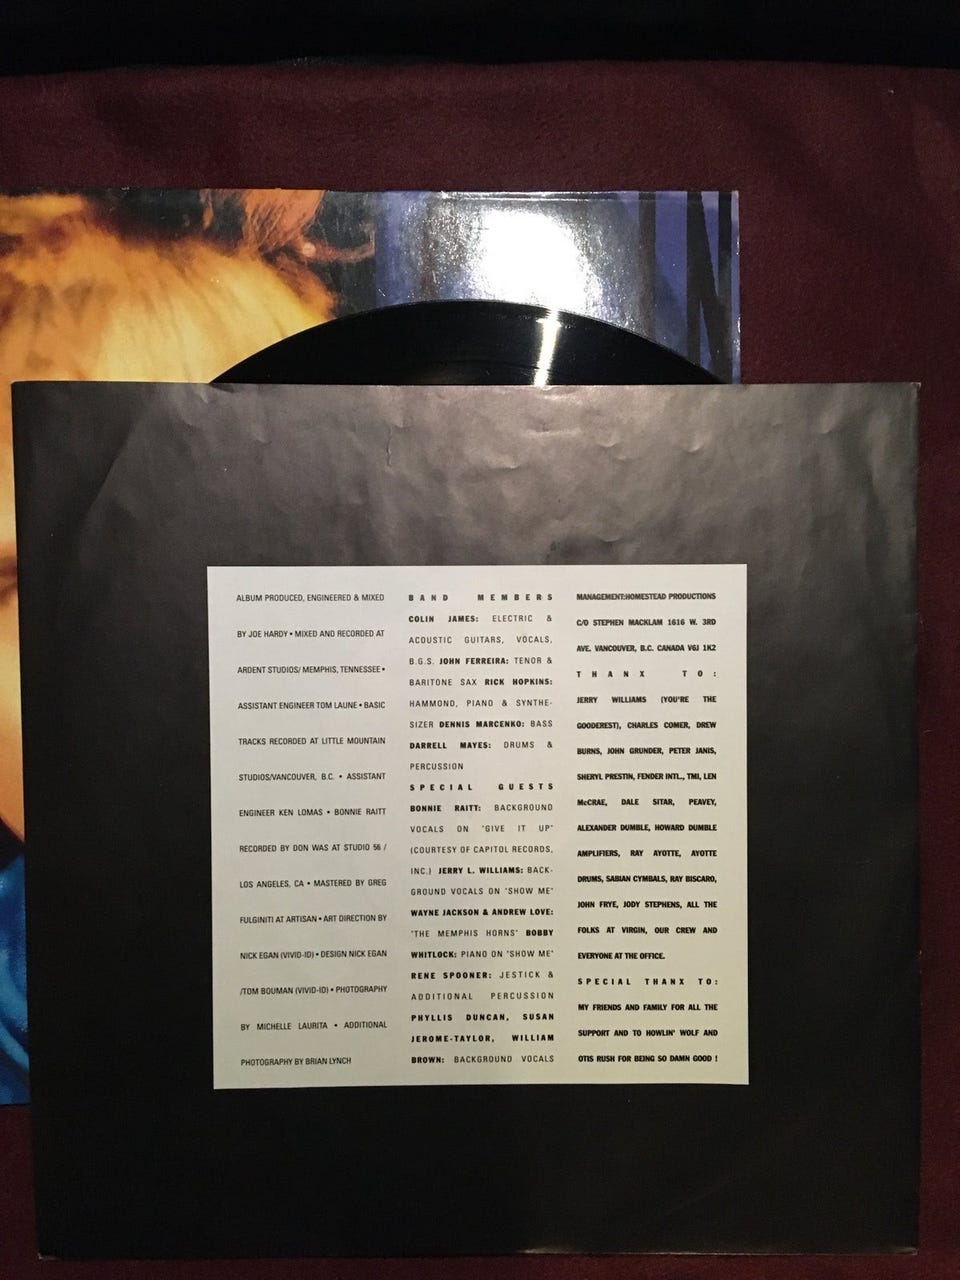 ALBUM PRODUCED, ENGINEERED & MIXED
BY JOE HARDY • MIXED AND RECORDED AT
ARDENT STUDIOS/ MEMPHIS, TENNESSEE •
ASSISTANT ENGINEER TOM LAUNE • BASIC
TRACKS RECORDED AT LITTLE MOUNTAIN
STUDIOS/VANCOUVER, B.C. • ASSISTANT
ENGINEER KEN LOMAS • BONNIE RAITT
RECORDED BY DON WAS AT STUDIO 56 /
LOS ANGELES, CA • MASTERED BY GREG
FULGINITI AT ARTISAN • ART DIRECTION BY
NICK EGAN (VIVID-ID) • DESIGN NICK EGAN
/TOM BOUMAN (VIVID-ID) • PHOTOGRAPHY
BY MICHELLE LAURITA • ADDITIONAL
PHOTOGRAPHY BY BRIAN LYNCH
BAND MEMBERS
COLIN JAMES: ELECTRIC &
ACOUSTIC GUITARS, VOCALS,
B.G.S. JOHN FERREIRA: TENOR &
BARITONE SAX RICK HOPKINS:
HAMMOND, PIANO & SYNTHE-
SIZER DENNIS MARCENKO: BASS
DARRELL MAYES: DRUMS &
PERCUSSION
SPECIAL GUESTS
BONNIE RAITT: BACKGROUND
VOCALS ON "GIVE IT UP"
(COURTESY OF CAPITOL RECORDS,
INC.) JERRY L. WILLIAMS: BACK-
GROUND VOCALS ON "SHOW ME"
WAYNE JACKSON & ANDREW LOVE:
"THE MEMPHIS HORNS" BOBBY
WHITLOCK: PIANO ON "SHOW ME"
RENE SPOONER: JESTICK &
ADDITIONAL PERCUSSION
PHYLLIS DUNCAN, SUSAN
JEROME-TAYLOR, WILLIAM
BROWN: BACKGROUND VOCALS
MANAGEMENT:HOMESTEAD PRODUCTIONS
C/O STEPHEN MACKLAM 1616 W. 3RD
AVE. VANCOUVER, B.C. CANADA V6J 1K2
THANX TO:
JERRY WILLIAMS (YOU'RE THE
GOODEREST), CHARLES COMER, DREW
BURNS, JOHN GRUNDER, PETER JANIS,
SHERYL PRESTIN, FENDER INTL., TMI, LEN
McCRAE, DALE SITAR, PEAVEY,
ALEXANDER DUMBLE, HOWARD DUMBLE
AMPLIFIERS, RAY AYOTTE, AYOTTE
DRUMS, SABIAN CYMBALS, RAY BISCARO,
JOHN FRYE, JODY STEPHENS, ALL THE
FOLKS AT VIRGIN, OUR CREW AND
EVERYONE AT THE OFFICE.
SPECIAL THANX TO:
MY FRIENDS AND FAMILY FOR ALL THE
SUPPORT AND TO HOWLIN' WOLF AND
OTIS RUSH FOR BEING SO DAMN GOOD !